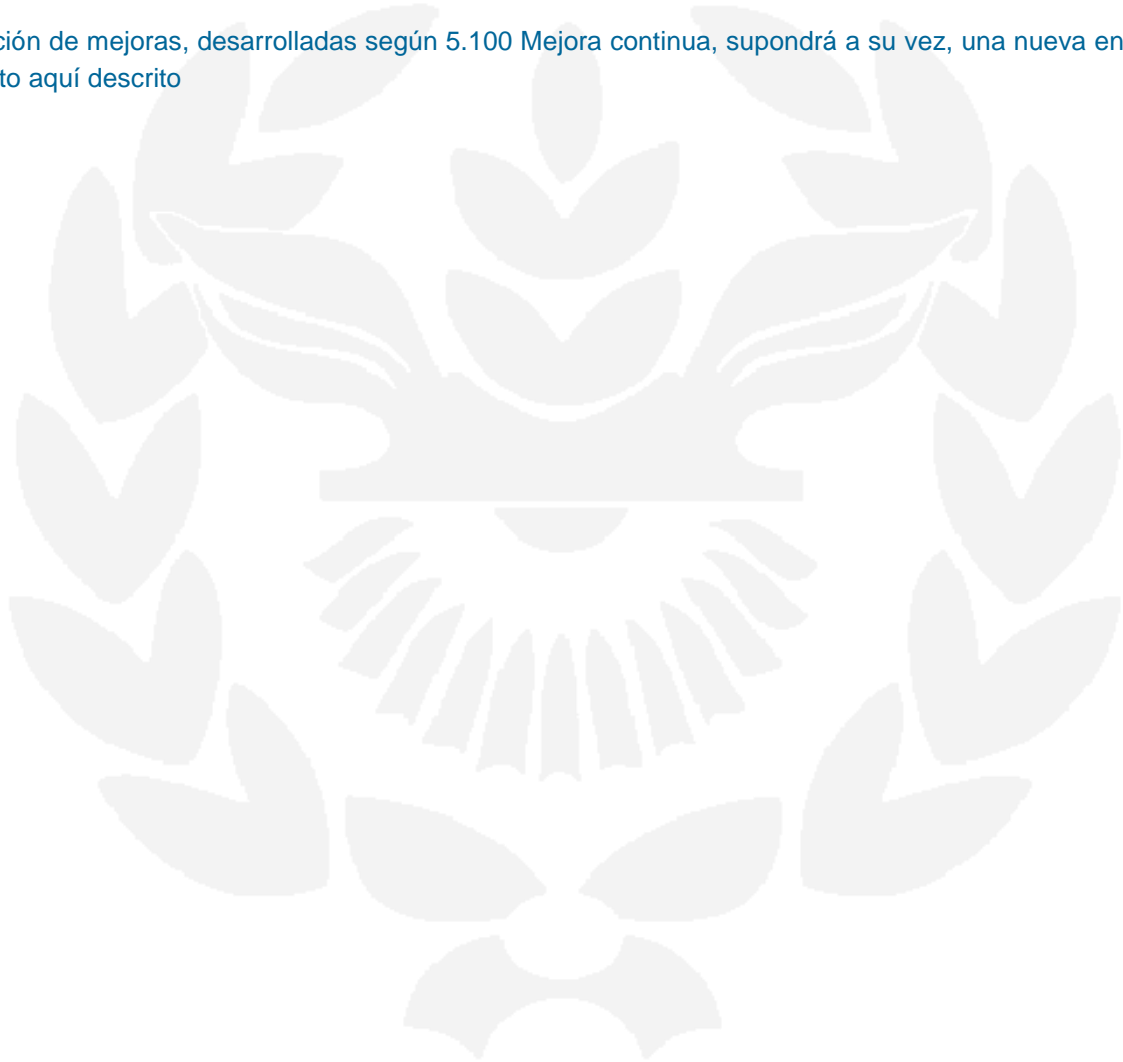 ción de mejoras, desarrolladas según 5.100 Mejora continua, supondrá a su vez, una nueva en
to aquí descrito